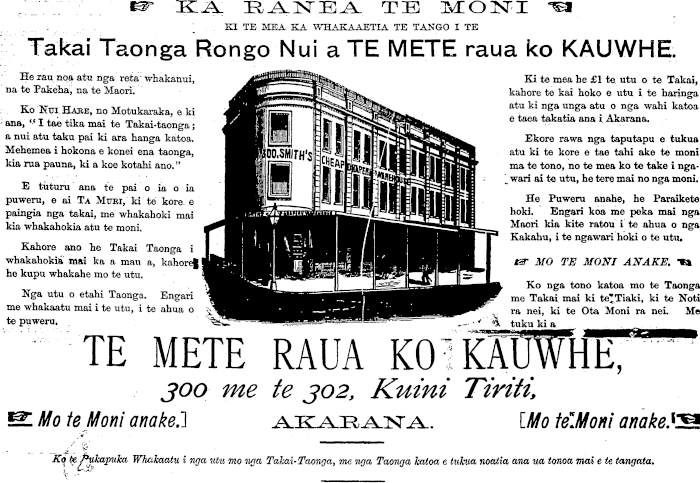 KA RANEA TE MONI
KI TE MEA KA WHAKAAETIA TE TANGO I TE
Takai Taonga Rongo Nui a TE METE raua ko KAUWHE.
He rau noa atu nga reta whakanui,
na te Pakeha, na te Maori.
Ko NUI HARE, no Motukaraka, e ki
ana, "I tae tika mai te Takai-taonga;
a nui atu taku pai ki ara hanga katoa.
Mehemea i hokona e konei ena taonga,
kia rua pauna, ki a koe kotahi ano."
E tuturu ana te pai o ia o ia
puweru, e ai TA MURI, ki te kore e
paingia nga takai, me whakahoki mai
kia whakahokia atu te moni.
Kahore ano he Takai Taonga i
whakahokia mai ka a mau, kahore
he kupu whakahe mo te utu.
Nga utu o etahi Taonga. Engari
me whakaatu mai i te utu, i te ahua o
te puweru.
300, SMITH'S
CHEAP DRAPERY WAREHOUSE
Ki te mea he £1 te utu o te Takai,
kahore te kai hoko e utu i te haringa
atu ki nga unga atu o nga wahi katoa
e taea takatia ana i Akarana.
Ekore rawa nga taputapu e tukua
atu ki te kore e tae tahi ake te moni
ma te tono, no te mea ko te take i nga-
wari ai te utu, he tere mai no nga moni.
He Puweru anake, he Paraikete
hoki. Engari koa me peka mai nga
Maori kia kite ratou i te ahua o nga
Kakahu, i te ngawari hoki o te utu.
MO TE MONI ANAKE.
Ko nga tono katoa mo te Taonga
me Takai mai ki te Tiaki, ki te Noti
ra nei, ki te Ota Moni ra nei. Me
tuku ki a
TE METE RAUA KO KAUWHE,
300 me te 302, Kuini Tiriti,
Mo te Moni anake.] AKARANA. [Mo te Moni anake.
Ko te Pukapuka Whakaatu i nga utu mo nga Takai-Taonga, me nga Taonga katoa e tukua noatia ana ua tonoa mai e te tangata.